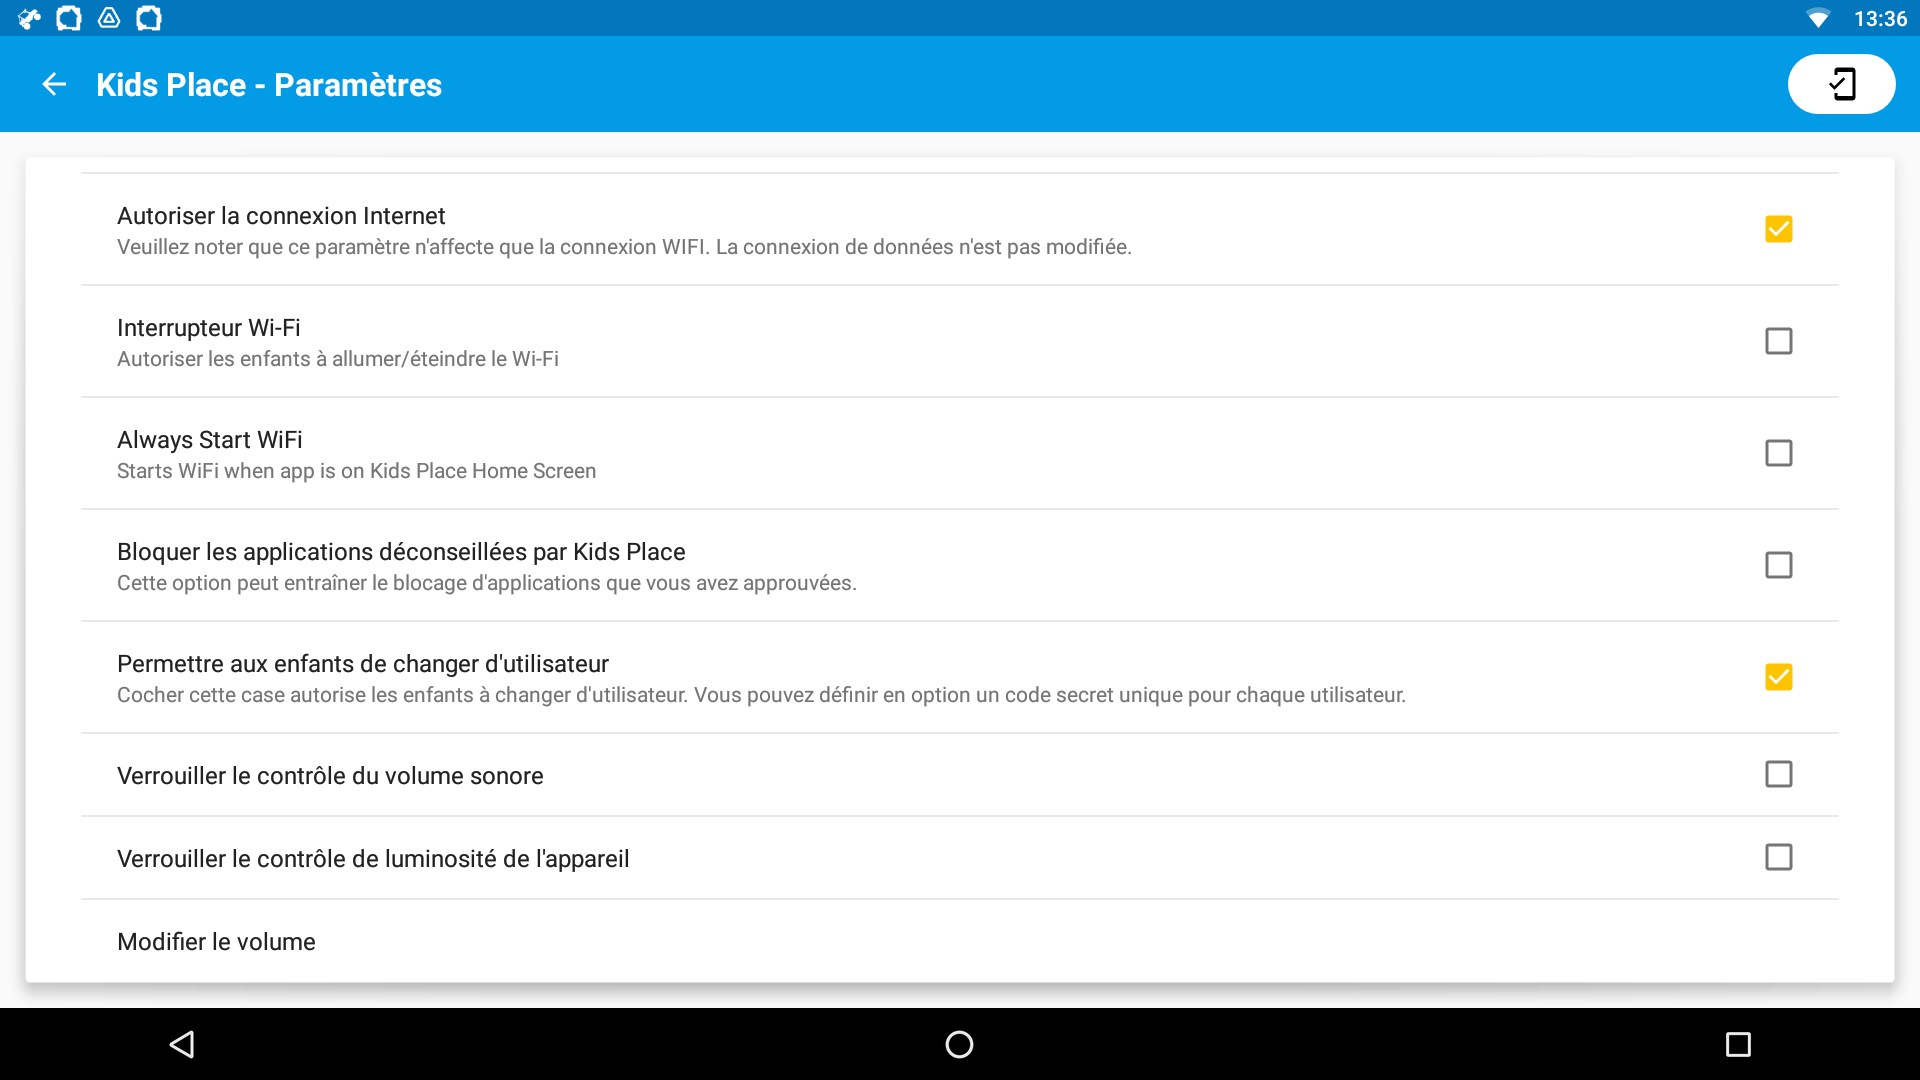 13:36
Kids Place - Paramètres
Autoriser la connexion Internet
Veuillez noter que ce paramètre n'affecte que la connexion WIFI. La connexion de données n'est pas modifiée.
Interrupteur Wi-Fi
Autoriser les enfants à allumer/éteindre le Wi-Fi
Always Start WiFi
Starts WiFi when app is on Kids Place Home Screen
Bloquer les applications déconseillées par Kids Place
Cette option peut entraîner le blocage d'applications que vous avez approuvées.
Permettre aux enfants de changer d'utilisateur
Cocher cette case autorise les enfants à changer d'utilisateur. Vous pouvez définir en option un code secret unique pour chaque utilisateur.
Verrouiller le contrôle du volume sonore
Verrouiller le contrôle de luminosité de l'appareil
Modifier le volume